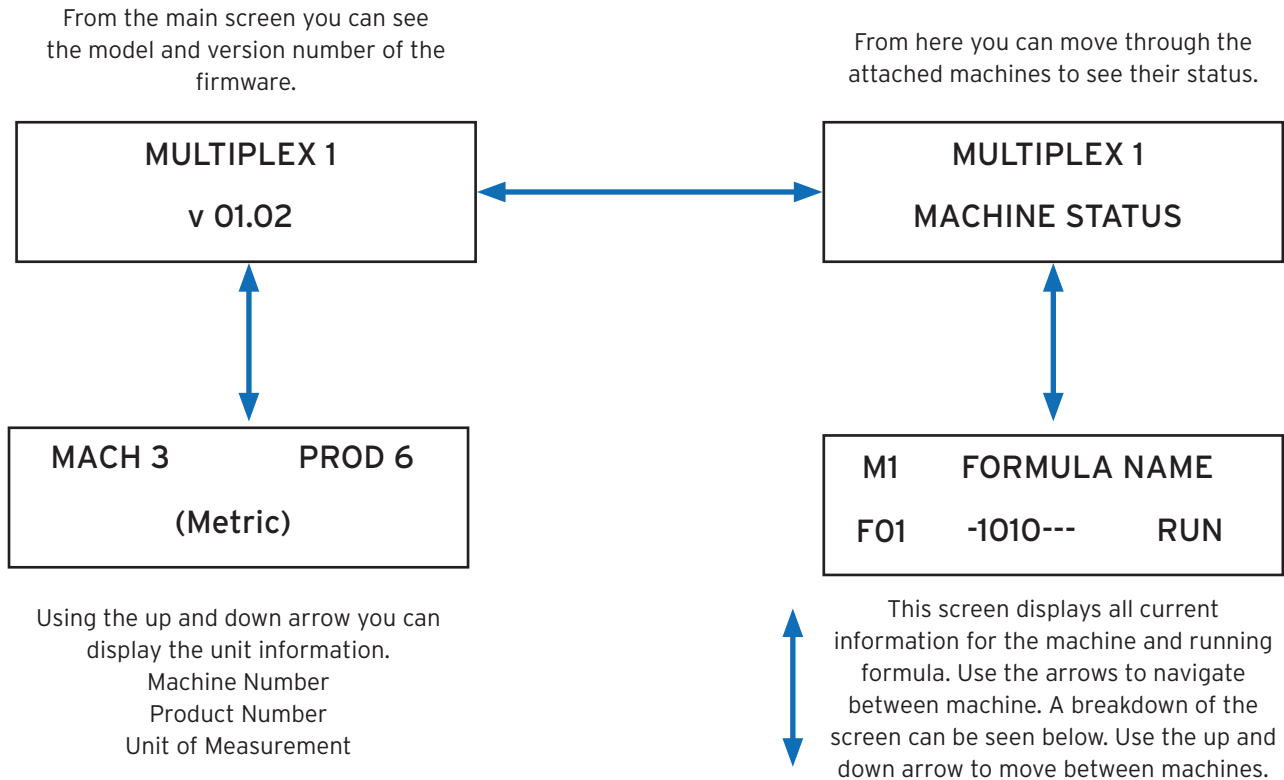 From the main screen you can see
the model and version number of the
firmware.
From here you can move through the
attached machines to see their status.
MULTIPLEX 1
v 01.02
MULTIPLEX 1
MACHINE STATUS
MACH 3 PROD 6
(Metric)
M1 FORMULA NAME
F01 -1010--- RUN
Using the up and down arrow you can
display the unit information.
Machine Number
Product Number
Unit of Measurement
This screen displays all current
information for the machine and running
formula. Use the arrows to navigate
between machine. A breakdown of the
screen can be seen below. Use the up and
down arrow to move between machines.